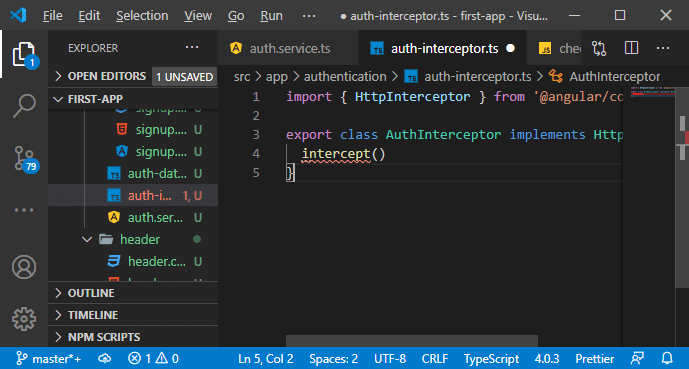 File Edit Selection View Go Run ··· ● auth-interceptor.ts - first-app - Visu...
EXPLORER ···
OPEN EDITORS 1 UNSAVED
FIRST-APP
signup.... U
signup.... U
signup.... U
auth-dat... U
auth-i... 1, U
auth.ser... U
header
header.c... U
OUTLINE
TIMELINE
NPM SCRIPTS
1
79
auth.service.ts TS auth-interceptor.ts ● JS chec
src > app > authentication > TS auth-interceptor.ts > AuthInterceptor
1 import { HttpInterceptor } from '@angular/co
2
3 export class AuthInterceptor implements Http
4 intercept()
5 }
master*+ 1 0 Ln 5, Col 2 Spaces: 2 UTF-8 CRLF TypeScript 4.0.3 Prettier